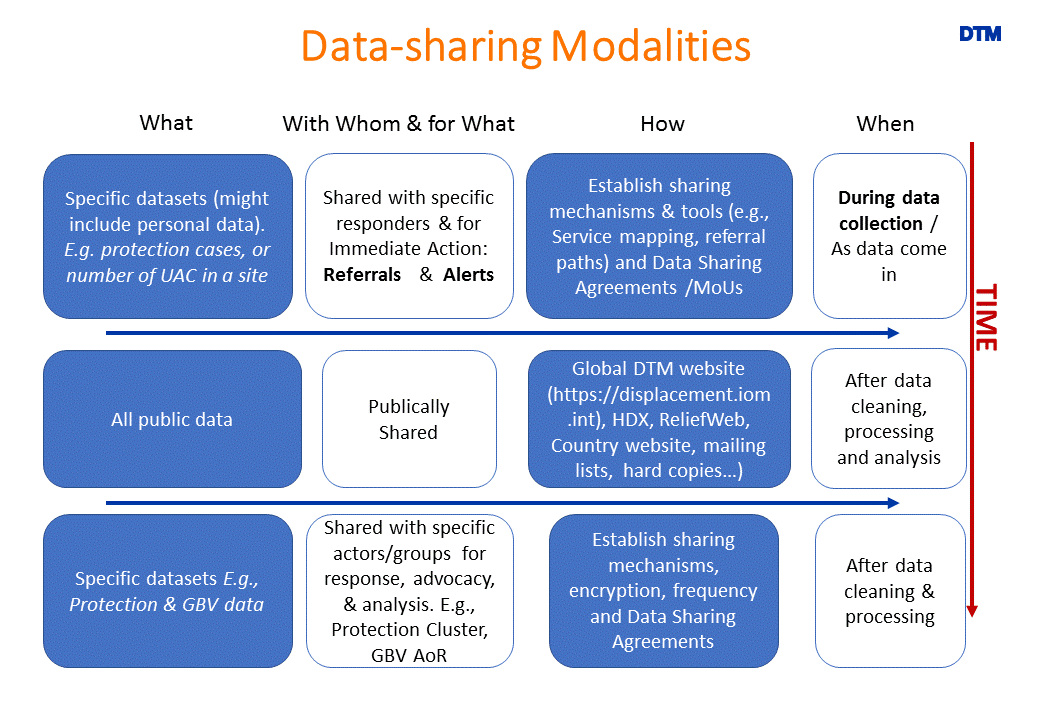 Data-sharing Modalities
DTM
What
With Whom & for What
How
When
Specific datasets (might
include personal data).
E.g. protection cases, or
number of UAC in a site
Shared with specific
responders & for
Immediate Action:
Referrals & Alerts
Establish sharing
mechanisms & tools (e.g.,
Service mapping, referral
paths) and Data Sharing
Agreements /MoUs
During data
collection /
As data come
in
TIME
All public data
Publically
Shared
Global DTM website
(https://displacement.iom
.int), HDX, ReliefWeb,
Country website, mailing
lists, hard copies...)
After data
cleaning,
processing
and analysis
Specific datasets E.g.,
Protection & GBV data
Shared with specific
actors/groups for
response, advocacy,
& analysis. E.g.,
Protection Cluster,
GBV AoR
Establish sharing
mechanisms,
encryption, frequency
and Data Sharing
Agreements
After data
cleaning &
processing